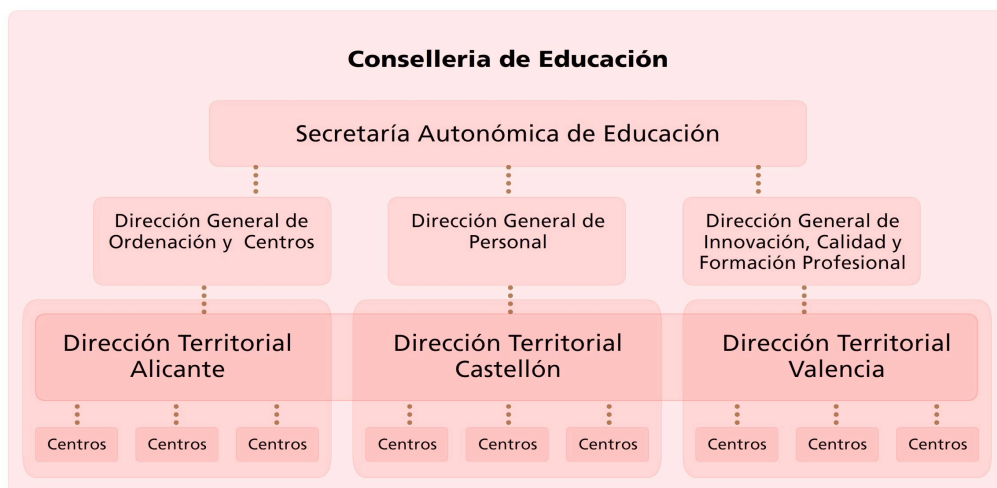 Conselleria de Educación
Secretaría Autonómica de Educación
Dirección General de
Ordenación y Centros
Dirección General de
Personal
Dirección General de
Innovación, Calidad y
Formación Profesional
Dirección Territorial
Alicante
Dirección Territorial
Castellón
Dirección Territorial
Valencia
Centros
Centros
Centros
Centros
Centros
Centros
Centros
Centros
Centros